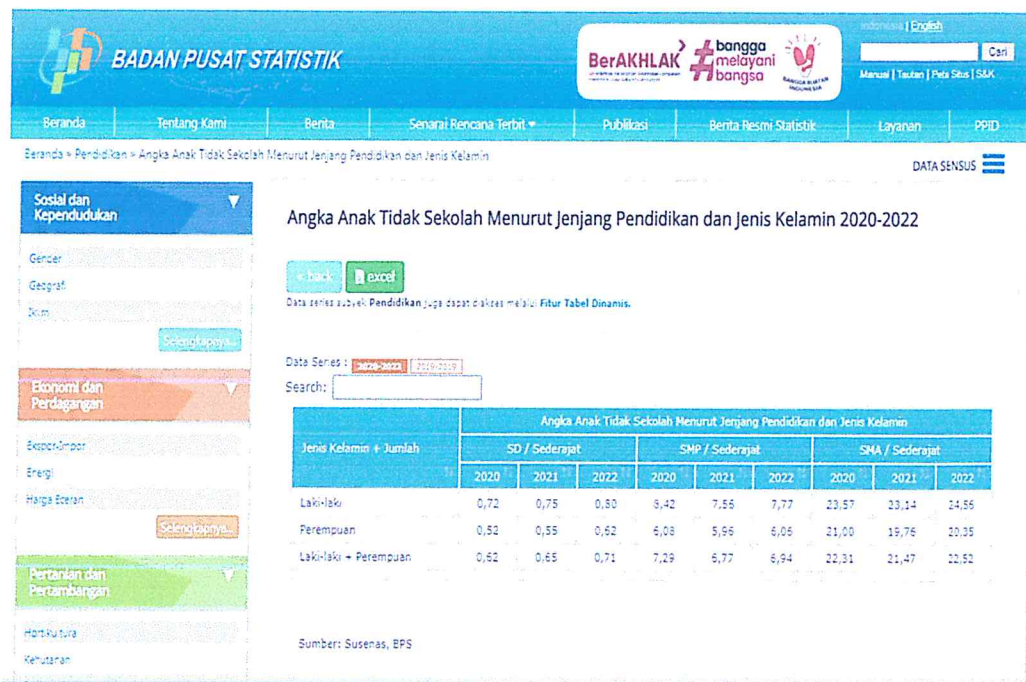 Indonesia | English
BADAN PUSAT STATISTIK
BerAKHLAK
#bangga melayani bangsa
BANGGA BUATAN INDONESIA
Cari
Manual | Tautan | Peta Situs | S&K
Beranda Tentang Kami Berita Senarai Rencana Terbit Publikasi Berita Resmi Statistik Layanan PPID
Beranda » Pendidikan » Angka Anak Tidak Sekolah Menurut Jenjang Pendidikan dan Jenis Kelamin
DATA SENSUS
Sosial dan
Kependudukan
Gender
Geografi
Iklim
Selengkapnya...
Ekonomi dan
Perdagangan
Ekspor-Impor
Energi
Harga Eceran
Selengkapnya...
Pertanian dan
Pertambangan
Hortikultura
Kehutanan
Angka Anak Tidak Sekolah Menurut Jenjang Pendidikan dan Jenis Kelamin 2020-2022
« back excel
Data series subyek Pendidikan juga dapat diakses melalui Fitur Tabel Dinamis.
Data Series : 2020-2022
Search:
Jenis Kelamin + Jumlah
Angka Anak Tidak Sekolah Menurut Jenjang Pendidikan dan Jenis Kelamin
SD / Sederajat SMP / Sederajat SMA / Sederajat
2020 2021 2022 2020 2021 2022 2020 2021 2022
Laki-laki 0,72 0,75 0,80 8,42 7,56 7,77 23,57 23,14 24,56
Perempuan 0,52 0,55 0,62 6,08 5,96 6,06 21,00 19,76 20,35
Laki-laki + Perempuan 0,62 0,65 0,71 7,29 6,77 6,94 22,31 21,47 22,52
Sumber: Susenas, BPS